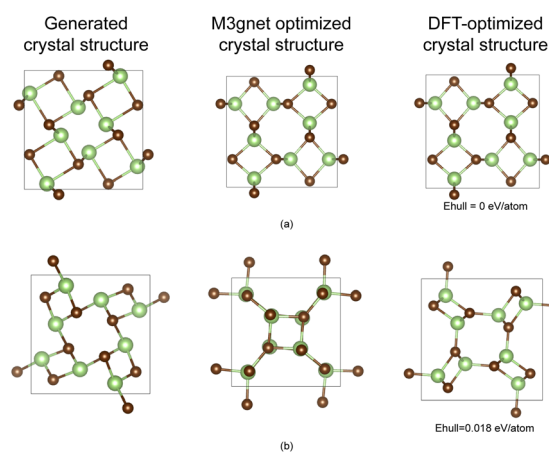 Generated
crystal structure
M3gnet optimized
crystal structure
DFT-optimized
crystal structure
Ehull = 0 eV/atom
(a)
Ehull=0.018 eV/atom
(b)